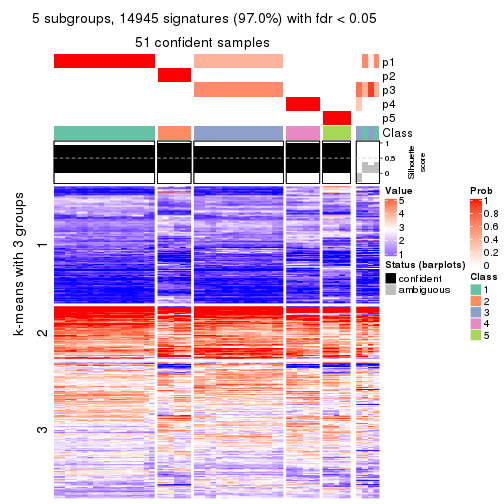 5 subgroups, 14945 signatures (97.0%) with fdr < 0.05
51 confident samples
p1
p2
p3
p4
p5
Class
1
0.5
0
Silhouette
score
k-means with 3 groups
1
2
3
Value
5
4
3
2
1
Status (barplots)
confident
ambiguous
Prob
1
0.8
0.6
0.4
0.2
0
Class
1
2
3
4
5